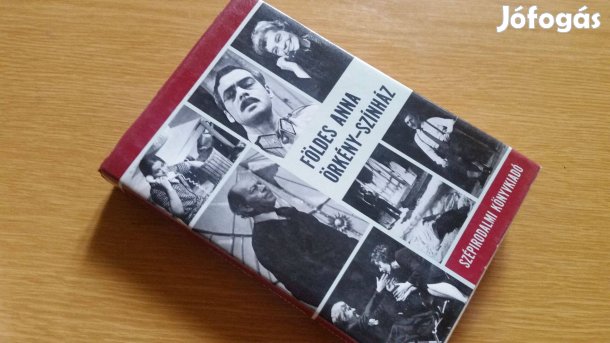 Jófogás
FÖLDES ANNA
ÖRKÉNY-SZÍNHÁZ
SZÉPIRODALMI KÖNYVKIADÓ